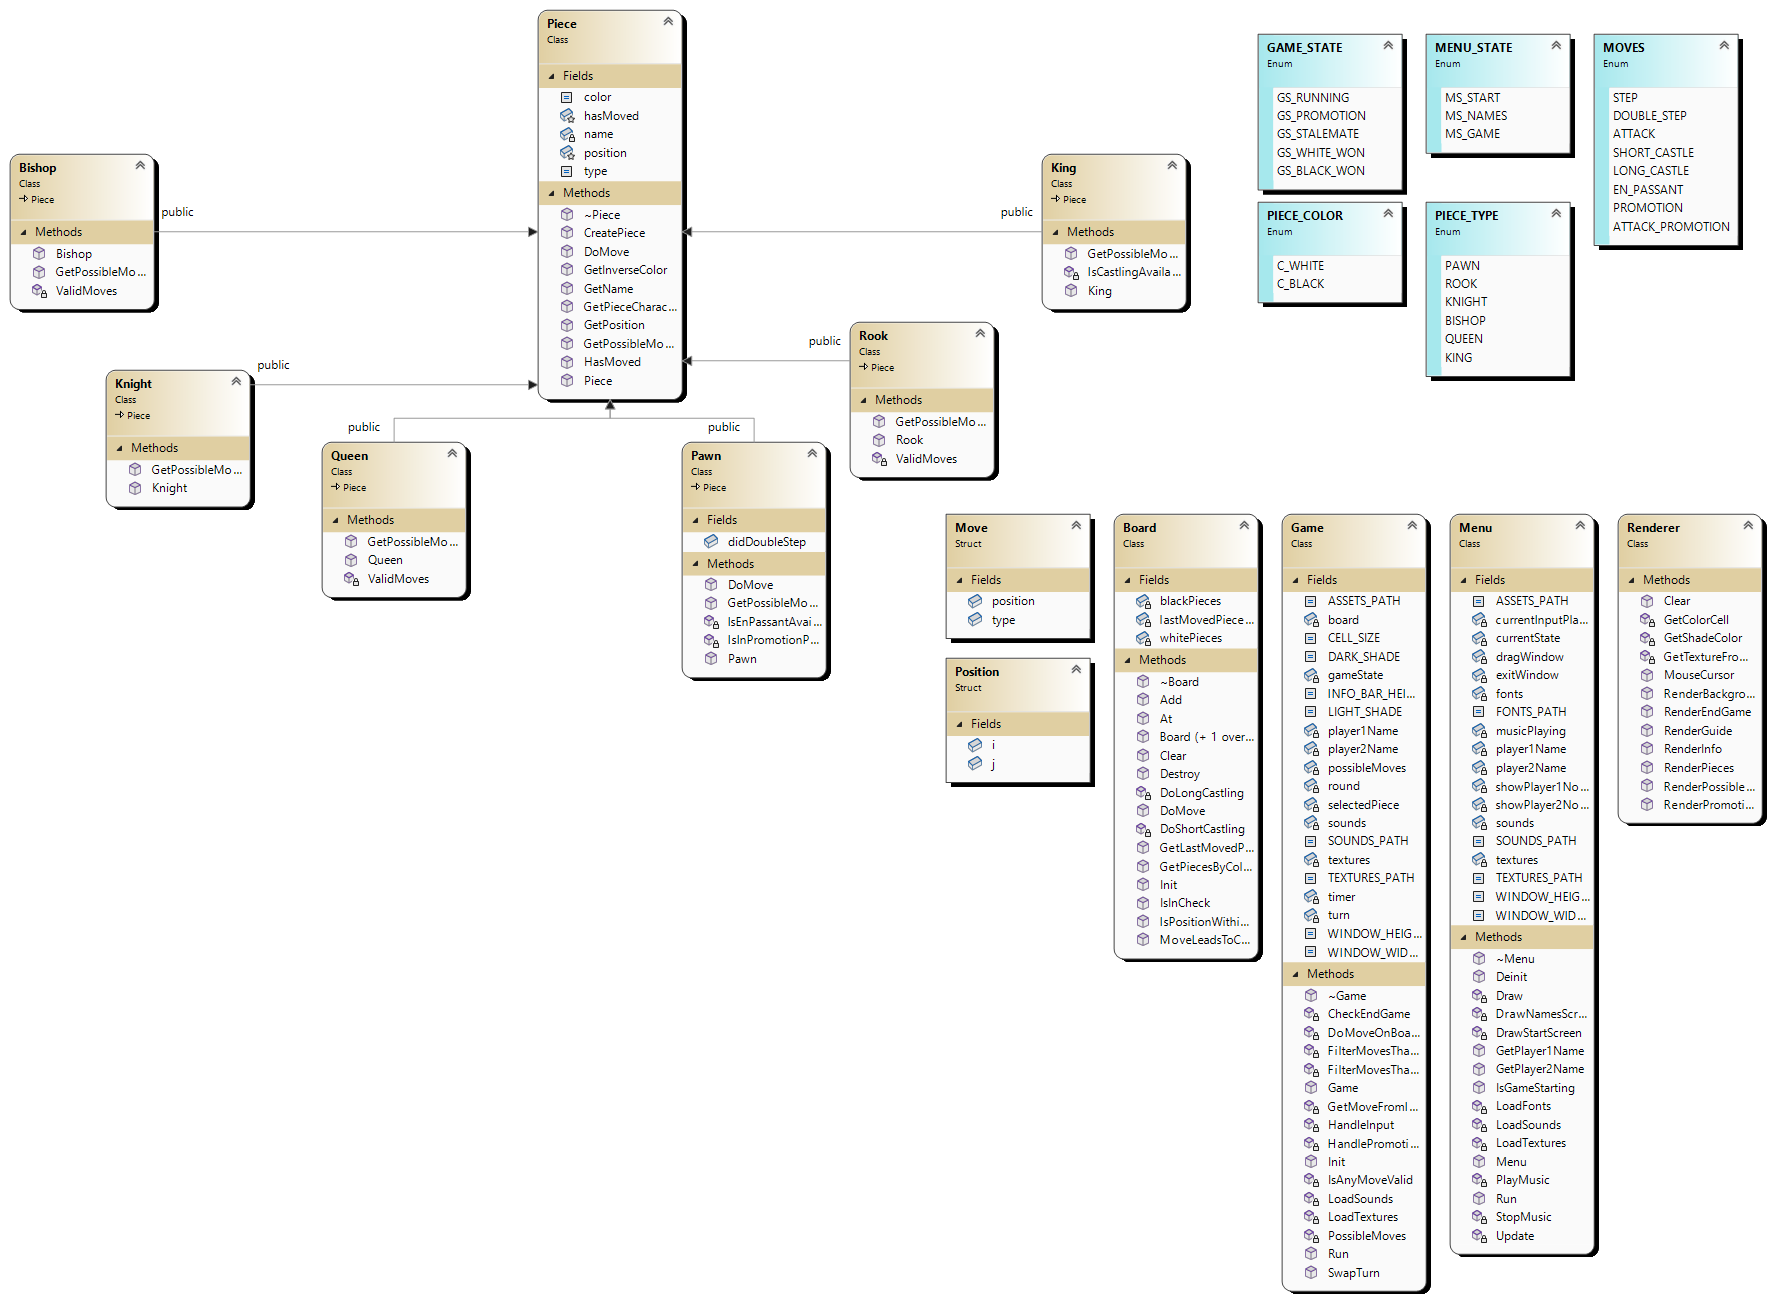 Piece
Class
Fields
color
hasMoved
name
position
type
Methods
~Piece
CreatePiece
DoMove
GetInverseColor
GetName
GetPieceCharac...
GetPosition
GetPossibleMo...
HasMoved
Piece
Bishop
Class
Piece
Methods
Bishop
GetPossibleMo...
ValidMoves
public
Knight
Class
Piece
Methods
GetPossibleMo...
Knight
public
Queen
Class
Piece
Methods
GetPossibleMo...
Queen
ValidMoves
public
Pawn
Class
Piece
Fields
didDoubleStep
Methods
DoMove
GetPossibleMo...
IsEnPassantAvai...
IsInPromotionP...
Pawn
public
Rook
Class
Piece
Methods
GetPossibleMo...
Rook
ValidMoves
public
King
Class
Piece
Methods
GetPossibleMo...
IsCastlingAvaila...
King
public
GAME_STATE
Enum
GS_RUNNING
GS_PROMOTION
GS_STALEMATE
GS_WHITE_WON
GS_BLACK_WON
MENU_STATE
Enum
MS_START
MS_NAMES
MS_GAME
MOVES
Enum
STEP
DOUBLE_STEP
ATTACK
SHORT_CASTLE
LONG_CASTLE
EN_PASSANT
PROMOTION
ATTACK_PROMOTION
PIECE_COLOR
Enum
C_WHITE
C_BLACK
PIECE_TYPE
Enum
PAWN
ROOK
KNIGHT
BISHOP
QUEEN
KING
Move
Struct
Fields
position
type
Position
Struct
Fields
i
j
Board
Class
Fields
blackPieces
lastMovedPiece...
whitePieces
Methods
~Board
Add
At
Board (+ 1 over...
Clear
Destroy
DoLongCastling
DoMove
DoShortCastling
GetLastMovedP...
GetPiecesByCol...
Init
IsInCheck
IsPositionWithi...
MoveLeadsToC...
Game
Class
Fields
ASSETS_PATH
board
CELL_SIZE
DARK_SHADE
gameState
INFO_BAR_HEI...
LIGHT_SHADE
player1Name
player2Name
possibleMoves
round
selectedPiece
sounds
SOUNDS_PATH
textures
TEXTURES_PATH
timer
turn
WINDOW_HEIG...
WINDOW_WID...
Methods
~Game
CheckEndGame
DoMoveOnBoa...
FilterMovesTha...
FilterMovesTha...
Game
GetMoveFromI...
HandleInput
HandlePromoti...
Init
IsAnyMoveValid
LoadSounds
LoadTextures
PossibleMoves
Run
SwapTurn
Menu
Class
Fields
ASSETS_PATH
currentInputPla...
currentState
dragWindow
exitWindow
fonts
FONTS_PATH
musicPlaying
player1Name
player2Name
showPlayer1No...
showPlayer2No...
sounds
SOUNDS_PATH
textures
TEXTURES_PATH
WINDOW_HEIG...
WINDOW_WID...
Methods
~Menu
Deinit
Draw
DrawNamesScr...
DrawStartScreen
GetPlayer1Name
GetPlayer2Name
IsGameStarting
LoadFonts
LoadSounds
LoadTextures
Menu
PlayMusic
Run
StopMusic
Update
Renderer
Class
Methods
Clear
GetColorCell
GetShadeColor
GetTextureFro...
MouseCursor
RenderBackgro...
RenderEndGame
RenderGuide
RenderInfo
RenderPieces
RenderPossible...
RenderPromoti...